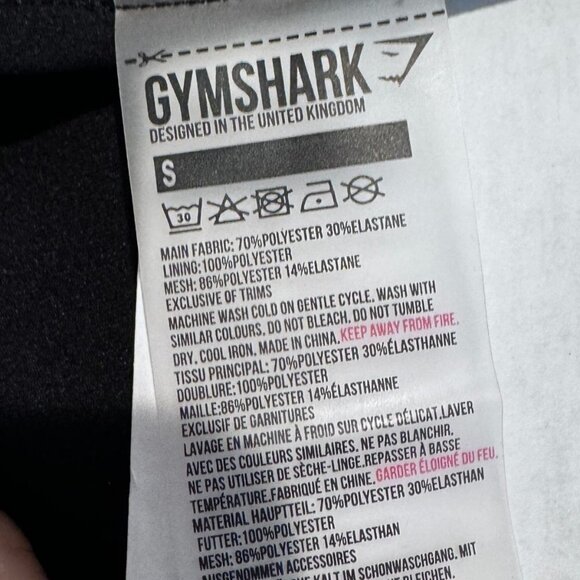 GYMSHARK
DESIGNED IN THE UNITED KINGDOM
S
30
MAIN FABRIC: 70%POLYESTER 30%ELASTANE
LINING:100%POLYESTER
MESH: 86%POLYESTER 14%ELASTANE
EXCLUSIVE OF TRIMS
MACHINE WASH COLD ON GENTLE CYCLE. WASH WITH
SIMILAR COLOURS. DO NOT BLEACH. DO NOT TUMBLE
DRY. COOL IRON. MADE IN CHINA.KEEP AWAY FROM FIRE.
TISSU PRINCIPAL: 70%POLYESTER 30%ÉLASTHANNE
DOUBLURE:100%POLYESTER
MAILLE:86%POLYESTER 14%ÉLASTHANNE
EXCLUSIF DE GARNITURES
LAVAGE EN MACHINE À FROID SUR CYCLE DÉLICAT.LAVER
AVEC DES COULEURS SIMILAIRES. NE PAS BLANCHIR.
NE PAS UTILISER DE SÈCHE-LINGE.REPASSER À BASSE
TEMPÉRATURE.FABRIQUÉ EN CHINE.GARDER ÉLOIGNÉ DU FEU.
MATERIAL HAUPTTEIL: 70%POLYESTER 30%ELASTHAN
FUTTER:100%POLYESTER
MESH: 86%POLYESTER 14%ELASTHAN
AUSGENOMMEN ACCESSOIRES
KALT IM SCHONWASCHGANG. MIT